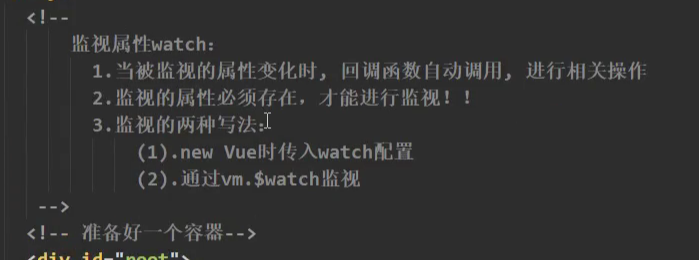 <!--
监视属性watch：
1.当被监视的属性变化时, 回调函数自动调用, 进行相关操作
2.监视的属性必须存在，才能进行监视！！
3.监视的两种写法：
(1).new Vue时传入watch配置
(2).通过vm.$watch监视
-->
<!-- 准备好一个容器-->
<div id="root">